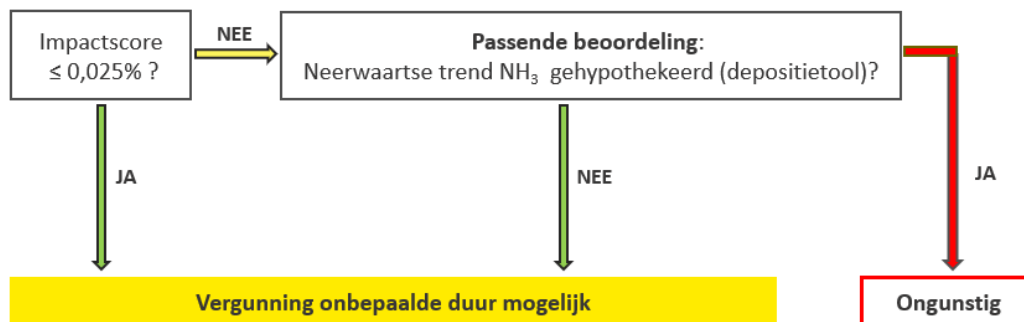 Impactscore
≤ 0,025% ?
NEE
Passende beoordeling:
Neerwaartse trend NH₃ gehypothekeerd (depositietool)?
JA
NEE
JA
Vergunning onbepaalde duur mogelijk
Ongunstig